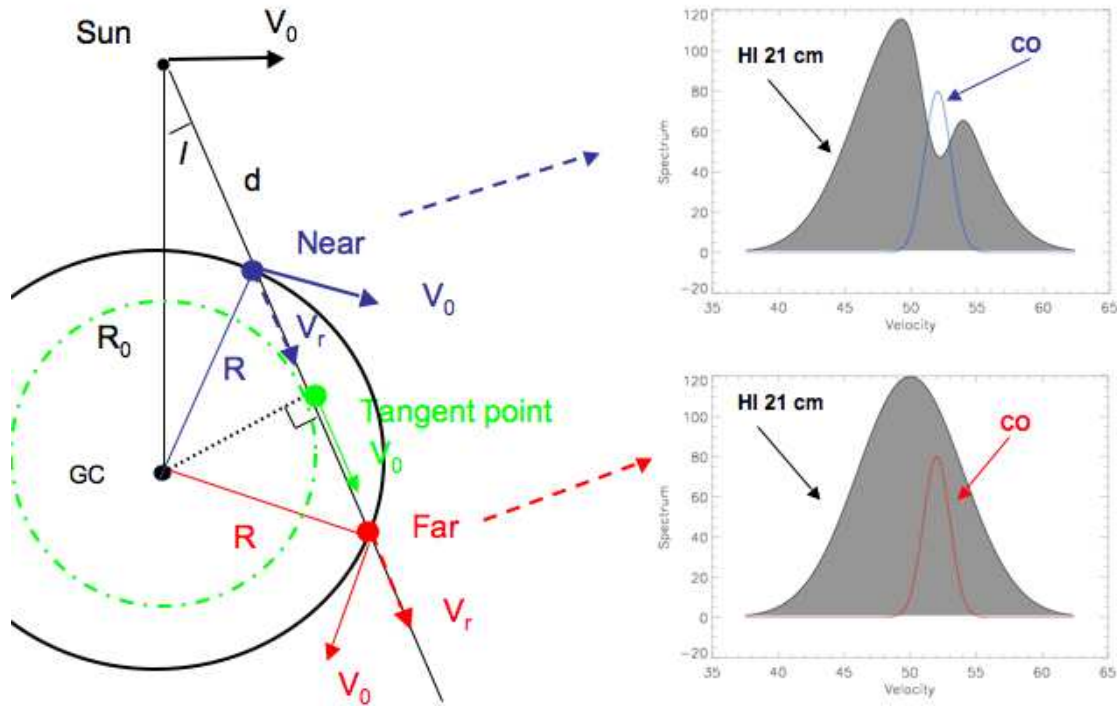 Sun
V0
l
d
Near
V0
R0
Vr
R
Tangent point
V0
GC
R
Far
Vr
V0
HI 21 cm
CO
Spectrum
120
100
80
60
40
20
0
−20
35 40 45 50 55 60 65
Velocity
HI 21 cm
CO
Spectrum
120
100
80
60
40
20
0
−20
35 40 45 50 55 60 65
Velocity